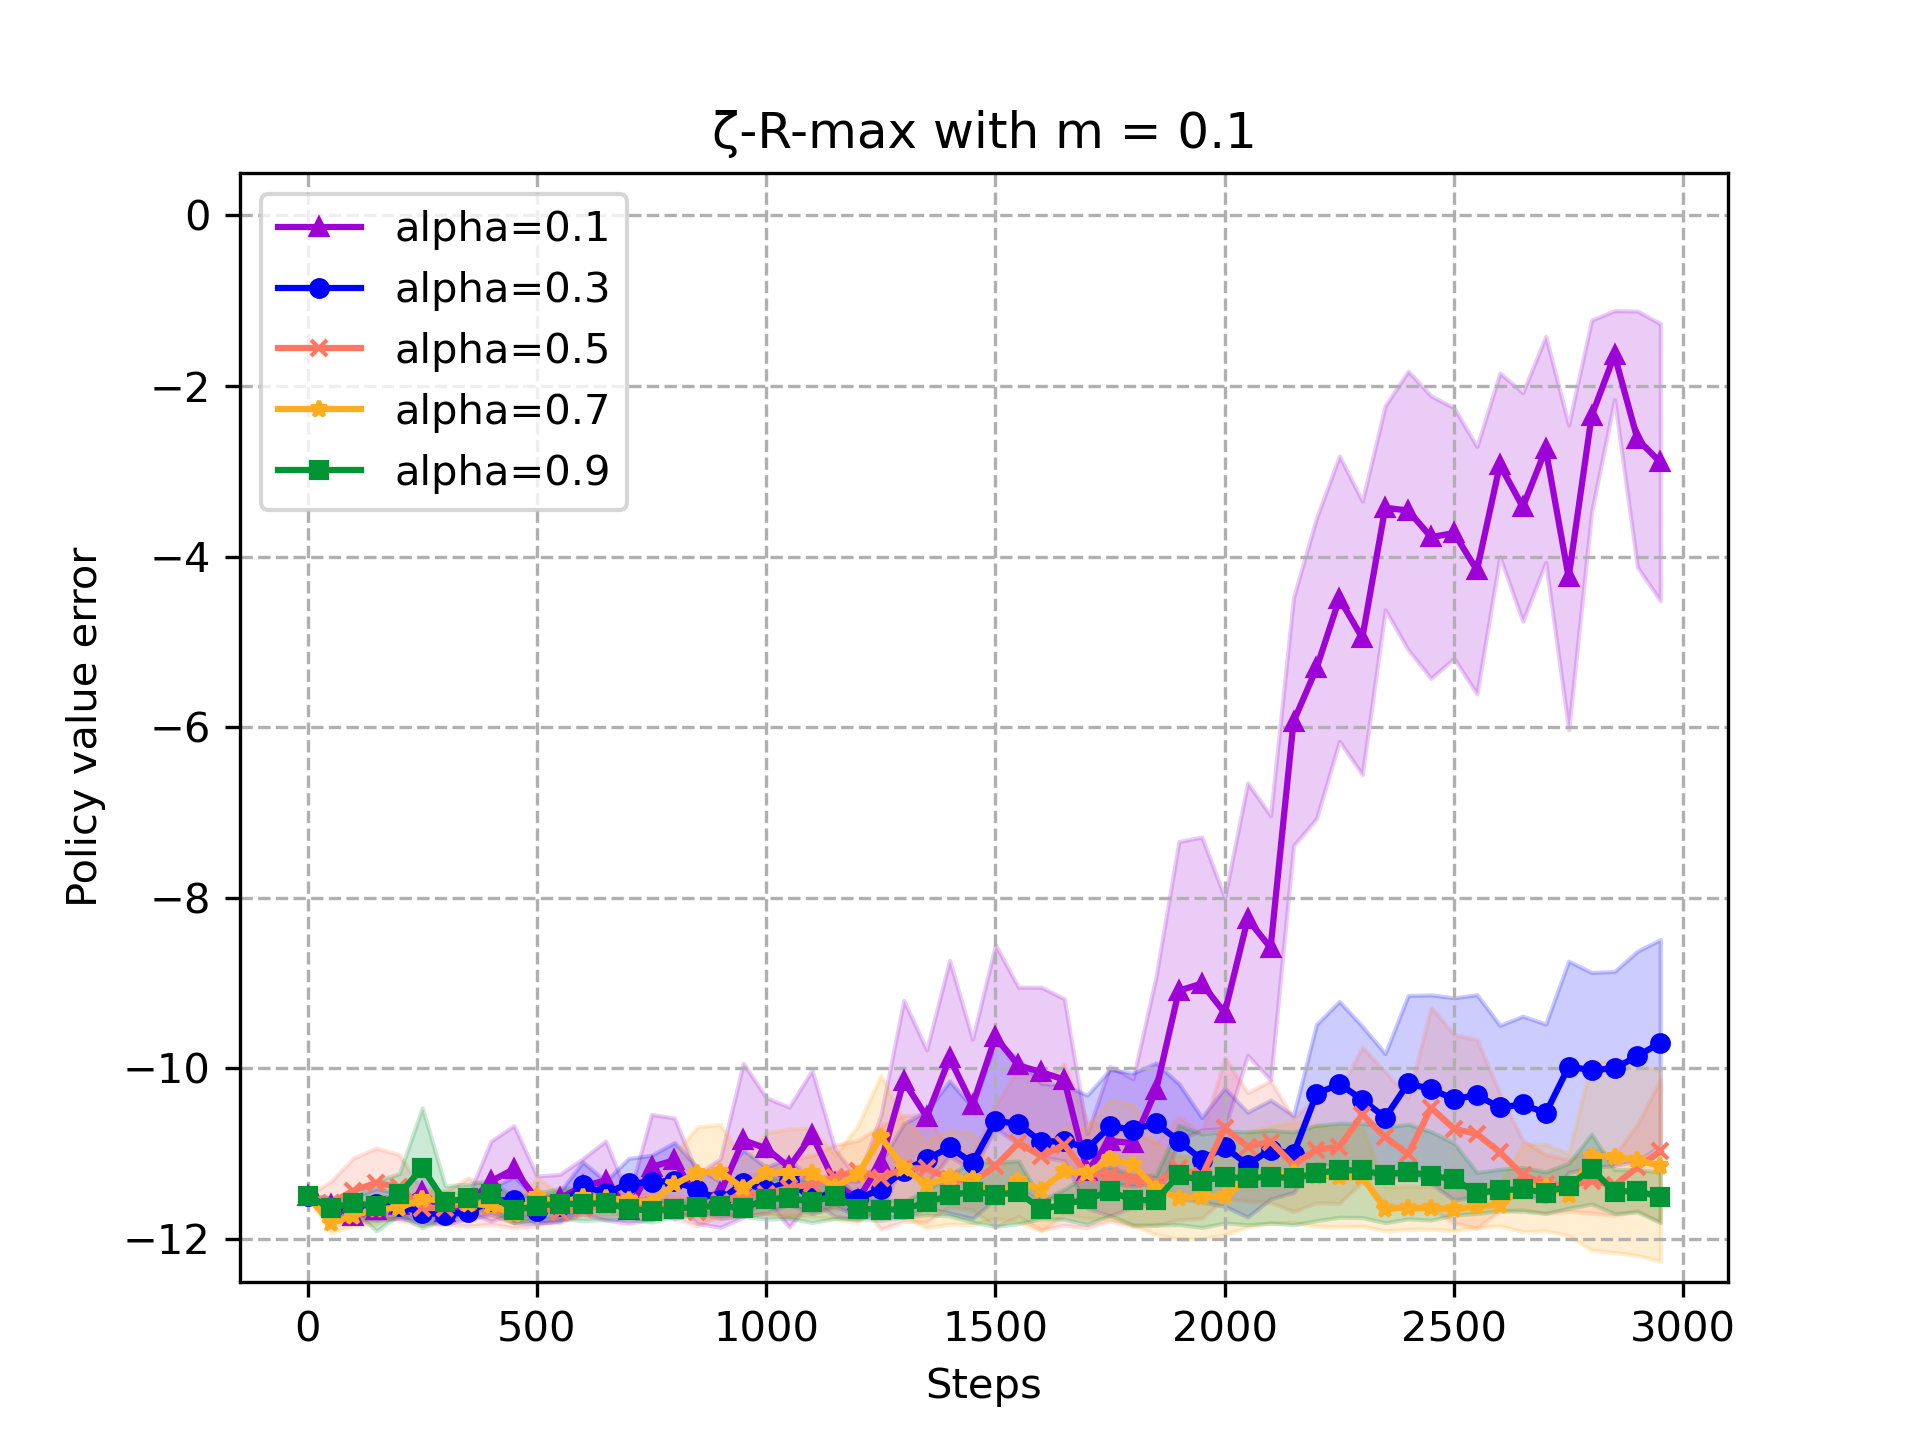 ζ-R-max with m = 0.1
0
−2
−4
−6
−8
−10
−12
Policy value error
alpha=0.1
alpha=0.3
alpha=0.5
alpha=0.7
alpha=0.9
0 500 1000 1500 2000 2500 3000
Steps